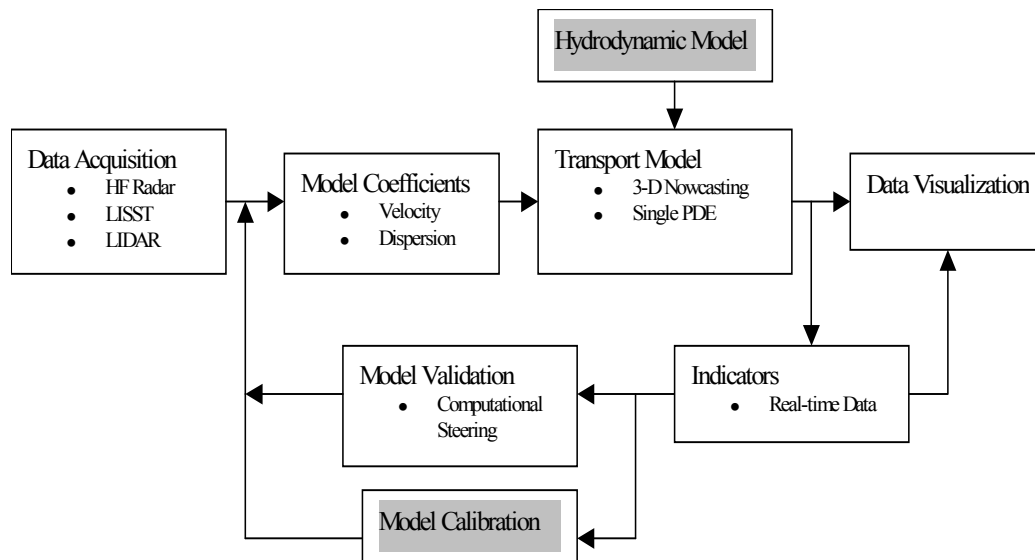 Hydrodynamic Model
Data Acquisition
● HF Radar
● LISST
● LIDAR
Model Coefficients
● Velocity
● Dispersion
Transport Model
● 3-D Nowcasting
● Single PDE
Data Visualization
Model Validation
● Computational
Steering
Indicators
● Real-time Data
Model Calibration